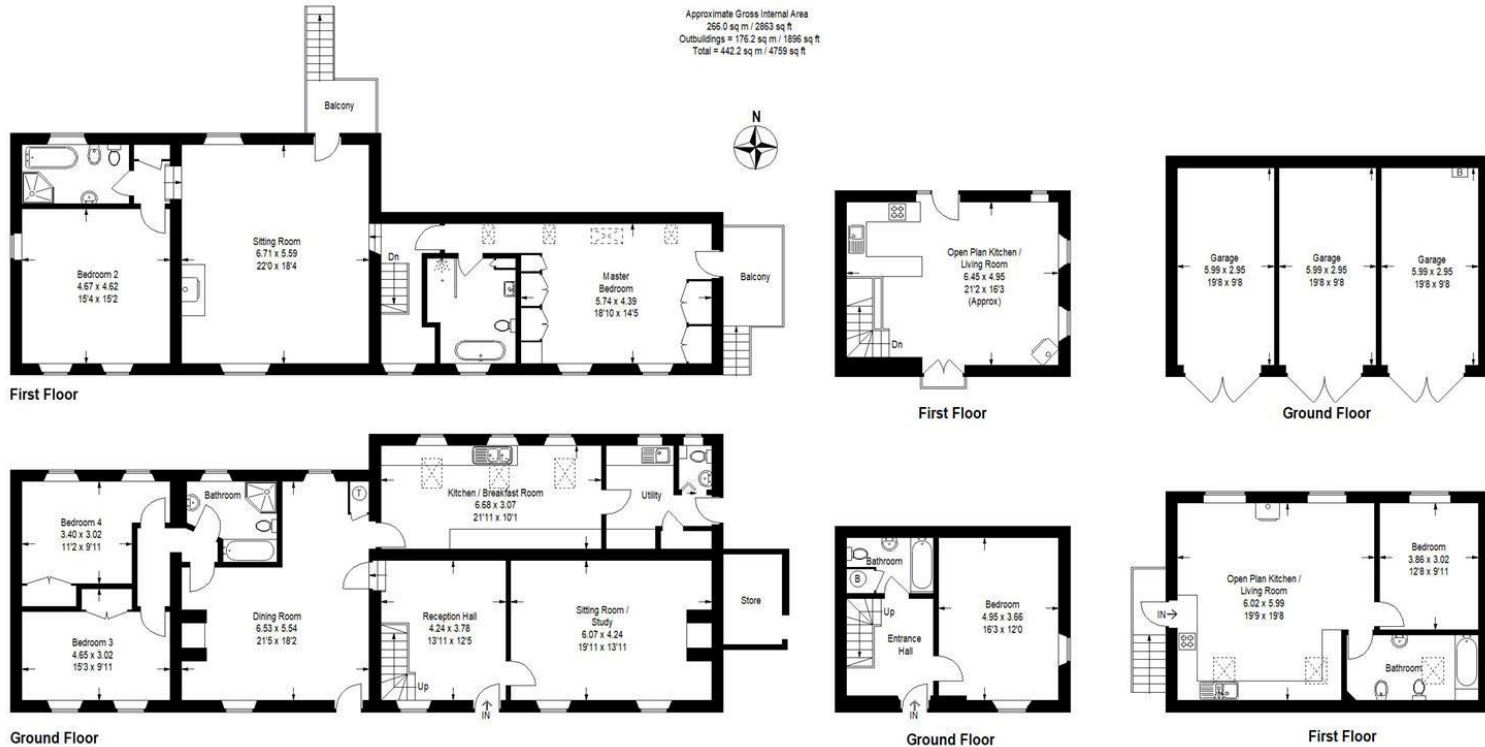 Approximate Gross Internal Area
266.0 sq m / 2863 sq ft
Outbuildings = 176.2 sq m / 1896 sq ft
Total = 442.2 sq m / 4759 sq ft
N
Balcony
Bedroom 2
4.67 x 4.62
15'4 x 15'2
Sitting Room
6.71 x 5.59
22'0 x 18'4
Dn
Master
Bedroom
5.74 x 4.39
18'10 x 14'5
Balcony
First Floor
Open Plan Kitchen /
Living Room
6.45 x 4.95
21'2 x 16'3
(Approx)
Dn
First Floor
B
Garage
5.99 x 2.95
19'8 x 9'8
Garage
5.99 x 2.95
19'8 x 9'8
Garage
5.99 x 2.95
19'8 x 9'8
Ground Floor
Bedroom 4
3.40 x 3.02
11'2 x 9'11
Bathroom
T
Kitchen / Breakfast Room
6.68 x 3.07
21'11 x 10'1
Utility
Bedroom 3
4.65 x 3.02
15'3 x 9'11
Dining Room
6.53 x 5.54
21'5 x 18'2
Reception Hall
4.24 x 3.78
13'11 x 12'5
Up
IN
Sitting Room /
Study
6.07 x 4.24
19'11 x 13'11
Store
Ground Floor
Bathroom
B
Up
Entrance
Hall
Bedroom
4.95 x 3.66
16'3 x 12'0
IN
Ground Floor
IN
Open Plan Kitchen /
Living Room
6.02 x 5.99
19'9 x 19'8
Bedroom
3.86 x 3.02
12'8 x 9'11
Bathroom
First Floor